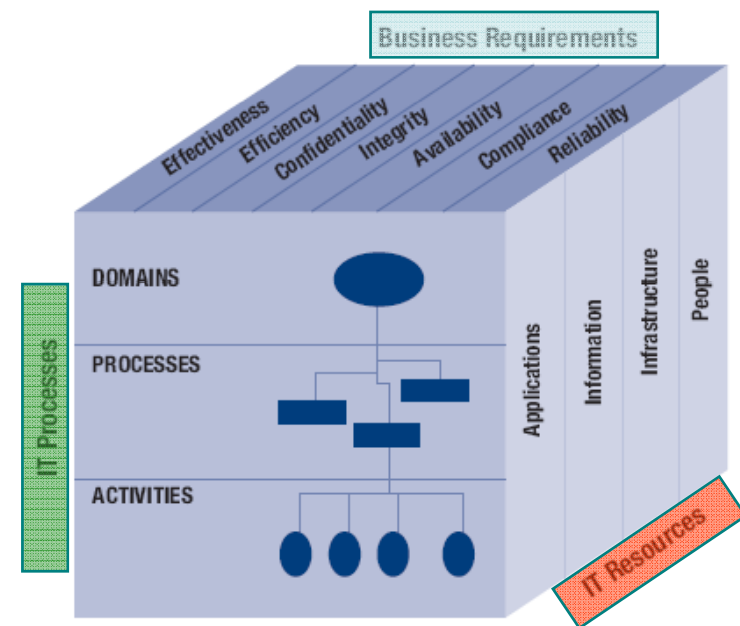 Business Requirements
Effectiveness
Efficiency
Confidentiality
Integrity
Availability
Compliance
Reliability
DOMAINS
PROCESSES
ACTIVITIES
IT Processes
Applications
Information
Infrastructure
People
IT Resources